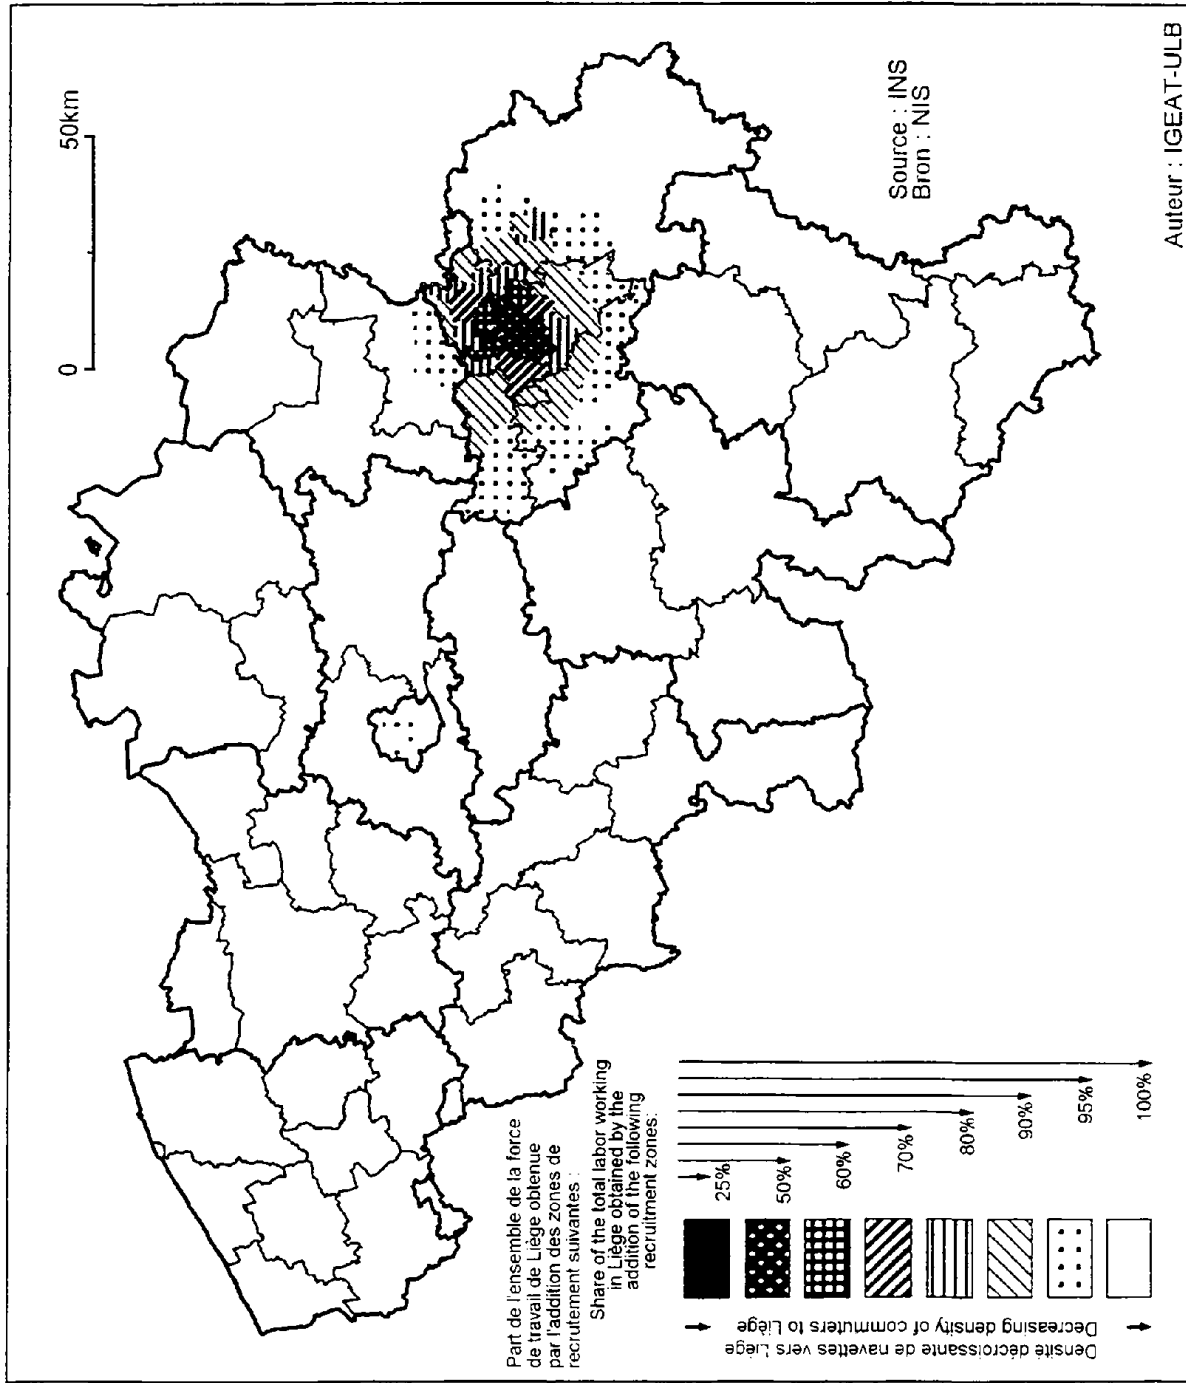 0
50km
Source : INS
Bron : NIS
Auteur : IGEAT-ULB
Part de l'ensemble de la force
de travail de Liège obtenue
par l'addition des zones de
recrutement suivantes :
Share of the total labor working
in Liège obtained by the
addition of the following
recruitment zones:
25%
50%
60%
70%
80%
90%
95%
100%
Densité décroissante de navettes vers Liège
Decreasing density of commuters to Liège